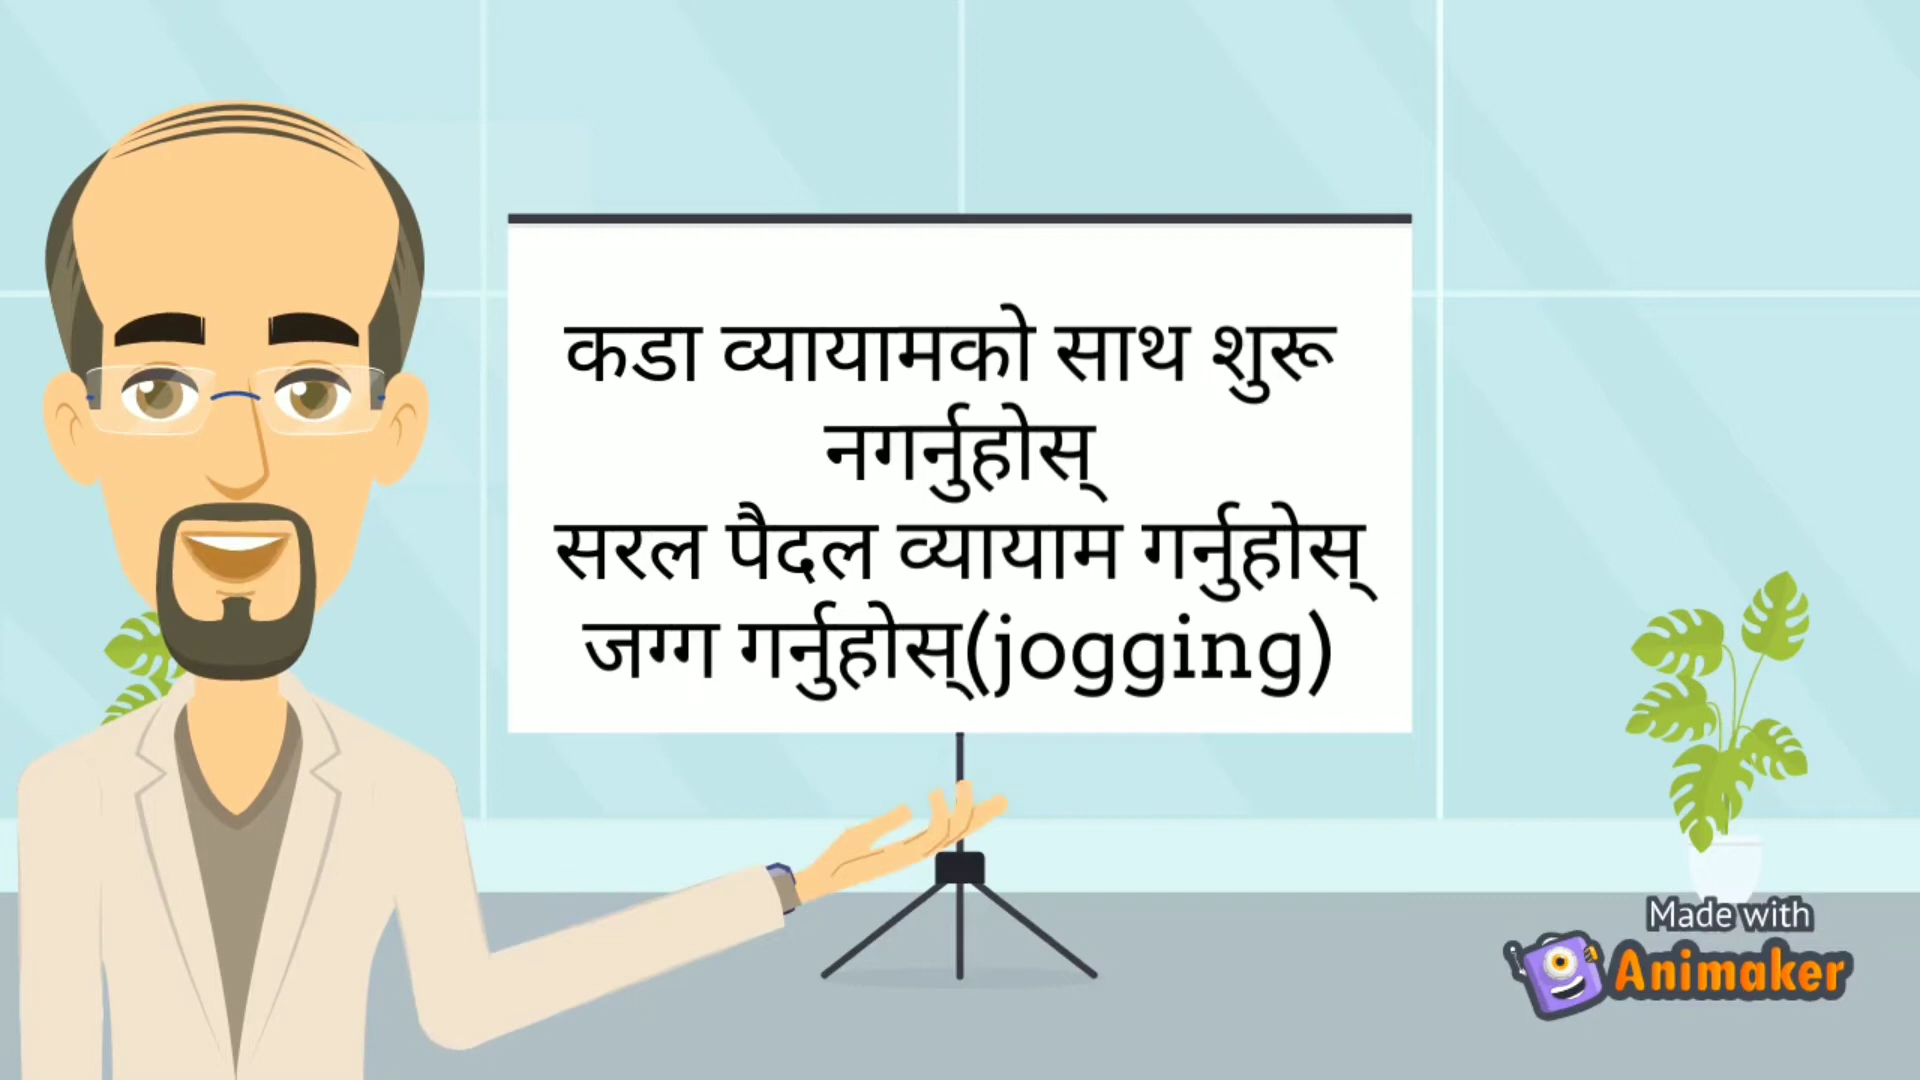 कडा व्यायामको साथ शुरू
नगर्नुहोस्
सरल पैदल व्यायाम गर्नुहोस्
जग्ग गर्नुहोस्(jogging)
Made with
Animaker